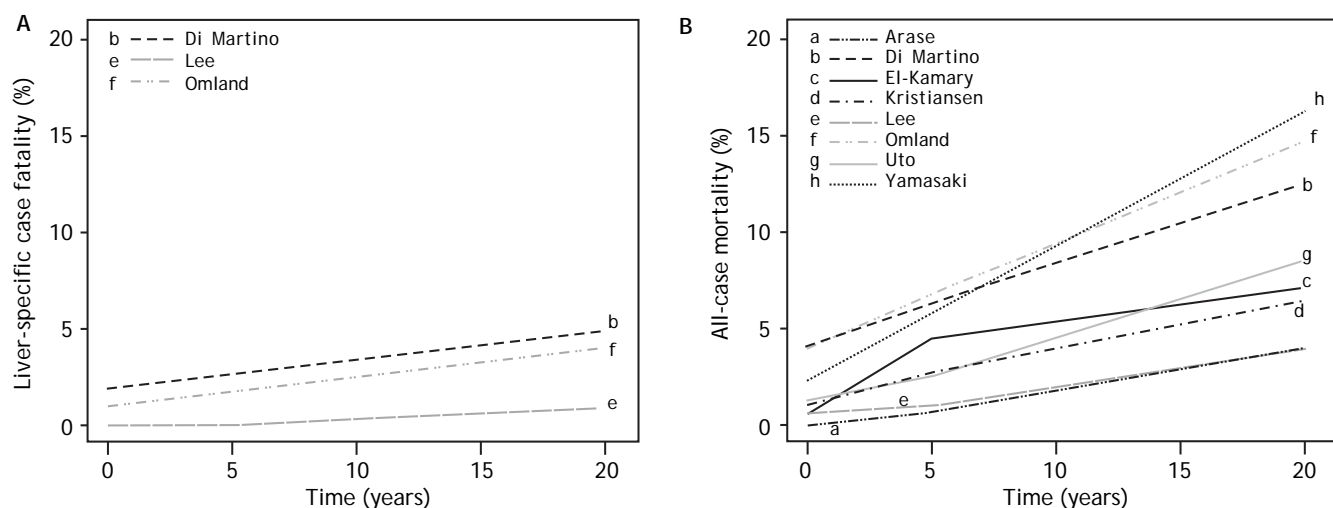 A
20
15
10
5
0
Liver-specific case fatality (%)
b Di Martino
e Lee
f Omland
b
f
e
0 5 10 15 20
Time (years)
B
20
15
10
5
0
All-case mortality (%)
a Arase
b Di Martino
c El-Kamary
d Kristiansen
e Lee
f Omland
g Uto
h Yamasaki
h
f
b
g
c
d
e
a
0 5 10 15 20
Time (years)